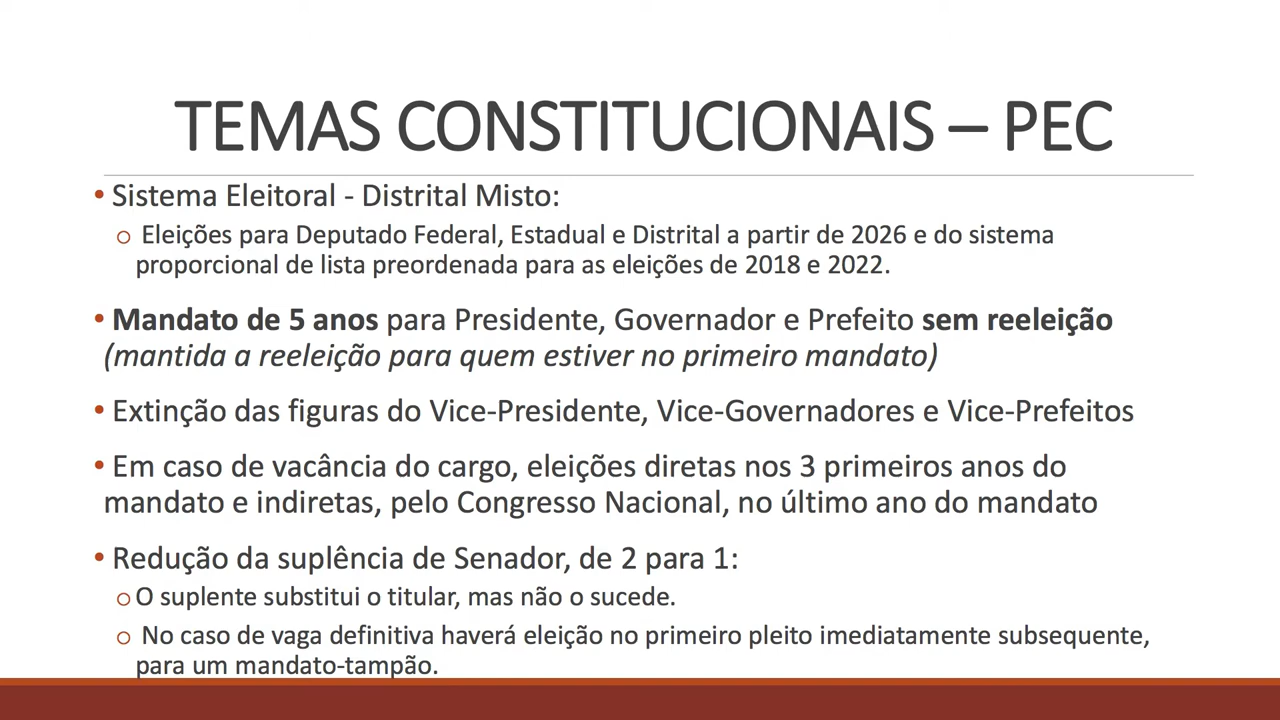 TEMAS CONSTITUCIONAIS – PEC
• Sistema Eleitoral - Distrital Misto:
o Eleições para Deputado Federal, Estadual e Distrital a partir de 2026 e do sistema
proporcional de lista preordenada para as eleições de 2018 e 2022.
• Mandato de 5 anos para Presidente, Governador e Prefeito sem reeleição
(mantida a reeleição para quem estiver no primeiro mandato)
• Extinção das figuras do Vice-Presidente, Vice-Governadores e Vice-Prefeitos
• Em caso de vacância do cargo, eleições diretas nos 3 primeiros anos do
mandato e indiretas, pelo Congresso Nacional, no último ano do mandato
• Redução da suplência de Senador, de 2 para 1:
o O suplente substitui o titular, mas não o sucede.
o No caso de vaga definitiva haverá eleição no primeiro pleito imediatamente subsequente,
para um mandato-tampão.